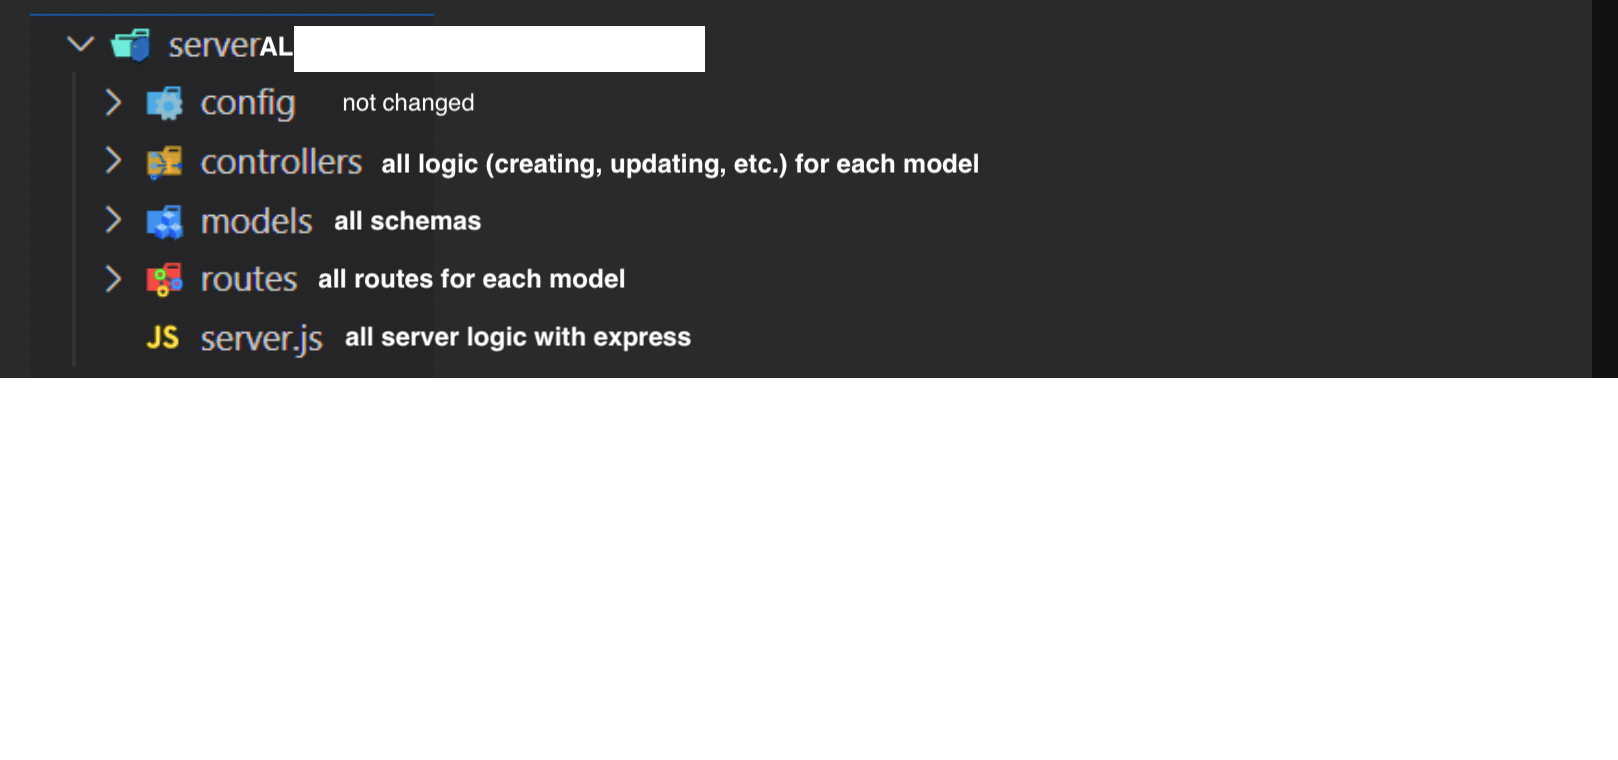 serverAL
config not changed
controllers all logic (creating, updating, etc.) for each model
models all schemas
routes all routes for each model
JS server.js all server logic with express